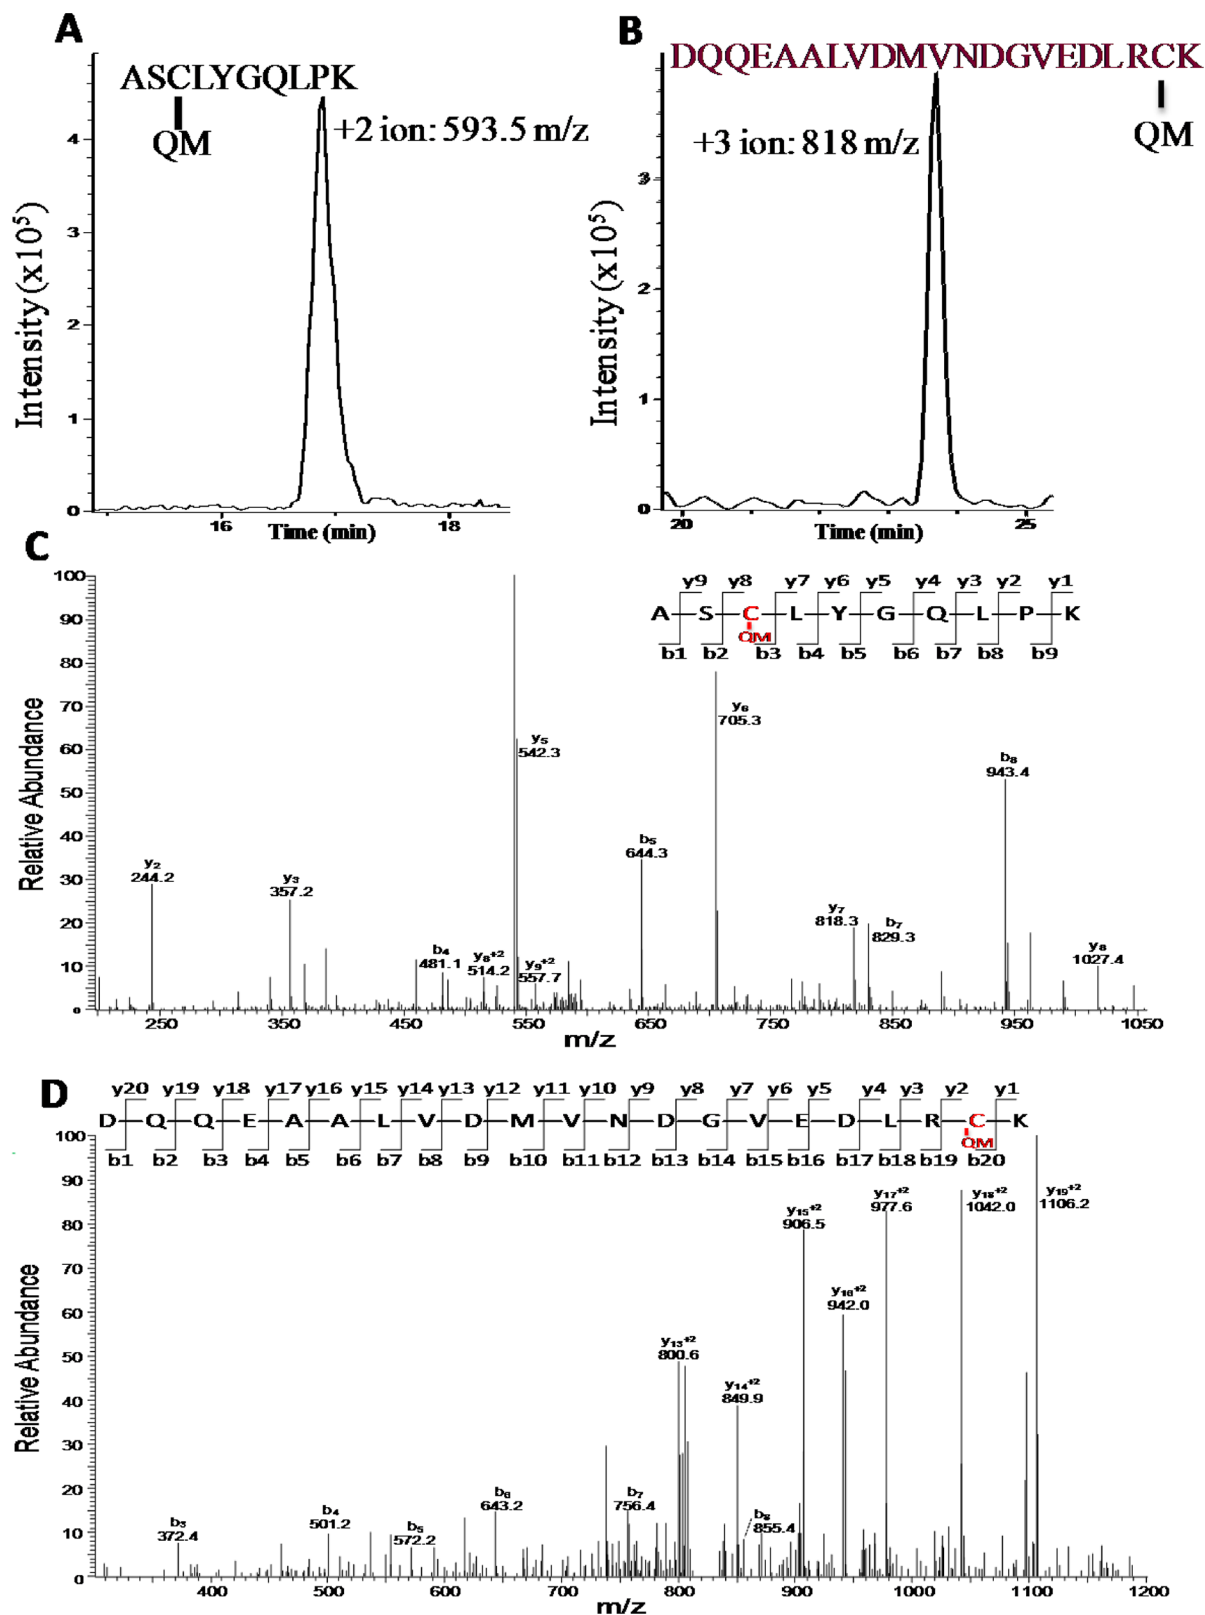 A
ASCLYGQLPK
QM
+2 ion: 593.5 m/z
Intensity (x10⁵)
4
3
2
1
0
16
18
Time (min)
B
DQQEAALVDMVNDGVEDLRCK
QM
+3 ion: 818 m/z
Intensity (x10⁵)
3
2
1
0
20
25
Time (min)
C
y9 y8 y7 y6 y5 y4 y3 y2 y1
A S C L Y G Q L P K
QM
b1 b2 b3 b4 b5 b6 b7 b8 b9
Relative Abundance
100
90
80
70
60
50
40
30
20
10
0
y2
244.2
y3
357.2
b4
481.1
y8+2
514.2
y5
542.3
y9+2
557.7
b5
644.3
y6
705.3
y7
818.3
b7
829.3
b8
943.4
y8
1027.4
250 350 450 550 650 750 850 950 1050
m/z
D
y20 y19 y18 y17 y16 y15 y14 y13 y12 y11 y10 y9 y8 y7 y6 y5 y4 y3 y2 y1
D Q Q E A A L V D M V N D G V E D L R C K
QM
b1 b2 b3 b4 b5 b6 b7 b8 b9 b10 b11 b12 b13 b14 b15 b16 b17 b18 b19 b20
Relative Abundance
100
90
80
70
60
50
40
30
20
10
0
b3
372.4
b4
501.2
b5
572.2
b6
643.2
b7
756.4
y13+2
800.6
y14+2
849.9
b8
855.4
y15+2
906.5
y16+2
942.0
y17+2
977.6
y18+2
1042.0
y19+2
1106.2
400 500 600 700 800 900 1000 1100 1200
m/z